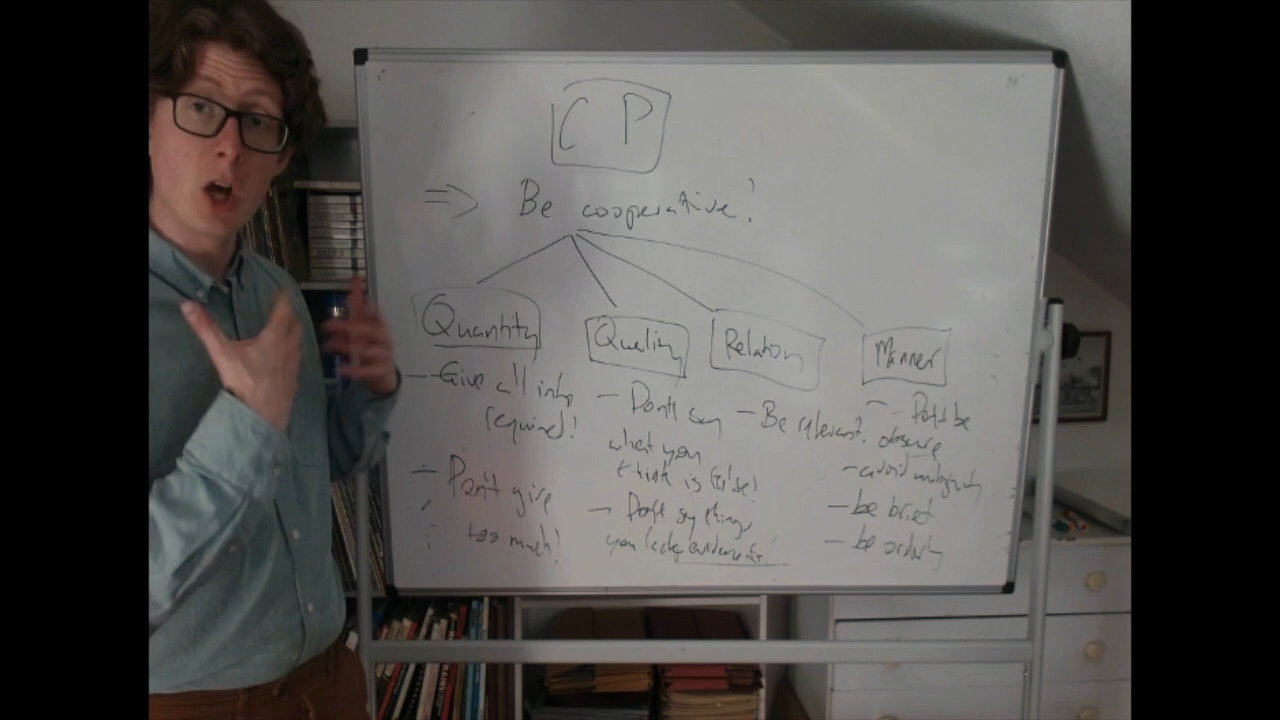 C P
⇒ Be cooperative!
Quantity
- Give all info
required!
- Don't give
too much!
Quality
- Don't say
what you
think is false!
- Don't say things
you lack evidence for!
Relation
- Be relevant.
Manner
- Don't be
obscure
- avoid ambiguity
- be brief
- be orderly